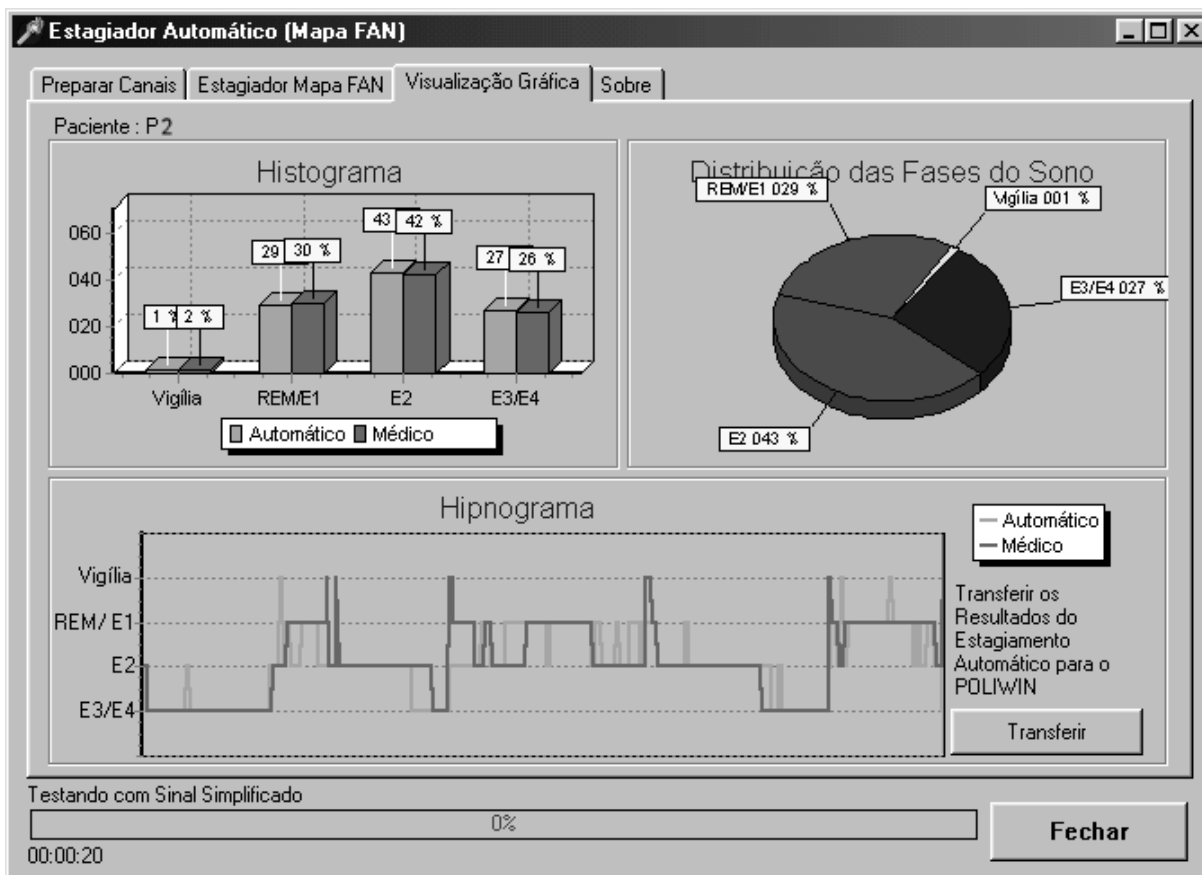 Estagiador Automático (Mapa FAN)
Preparar Canais
Estagiador Mapa FAN
Visualização Gráfica
Sobre
Paciente : P2
Histograma
060
040
020
000
1 %
2 %
29
30 %
43
42 %
27
26 %
Vigília
REM/E1
E2
E3/E4
Automático
Médico
Distribuição das Fases do Sono
REM/E1 029 %
Vigília 001 %
E3/E4 027 %
E2 043 %
Hipnograma
Vigília
REM/ E1
E2
E3/E4
Automático
Médico
Transferir os
Resultados do
Estagiamento
Automático para o
POLIWIN
Transferir
Testando com Sinal Simplificado
0%
00:00:20
Fechar